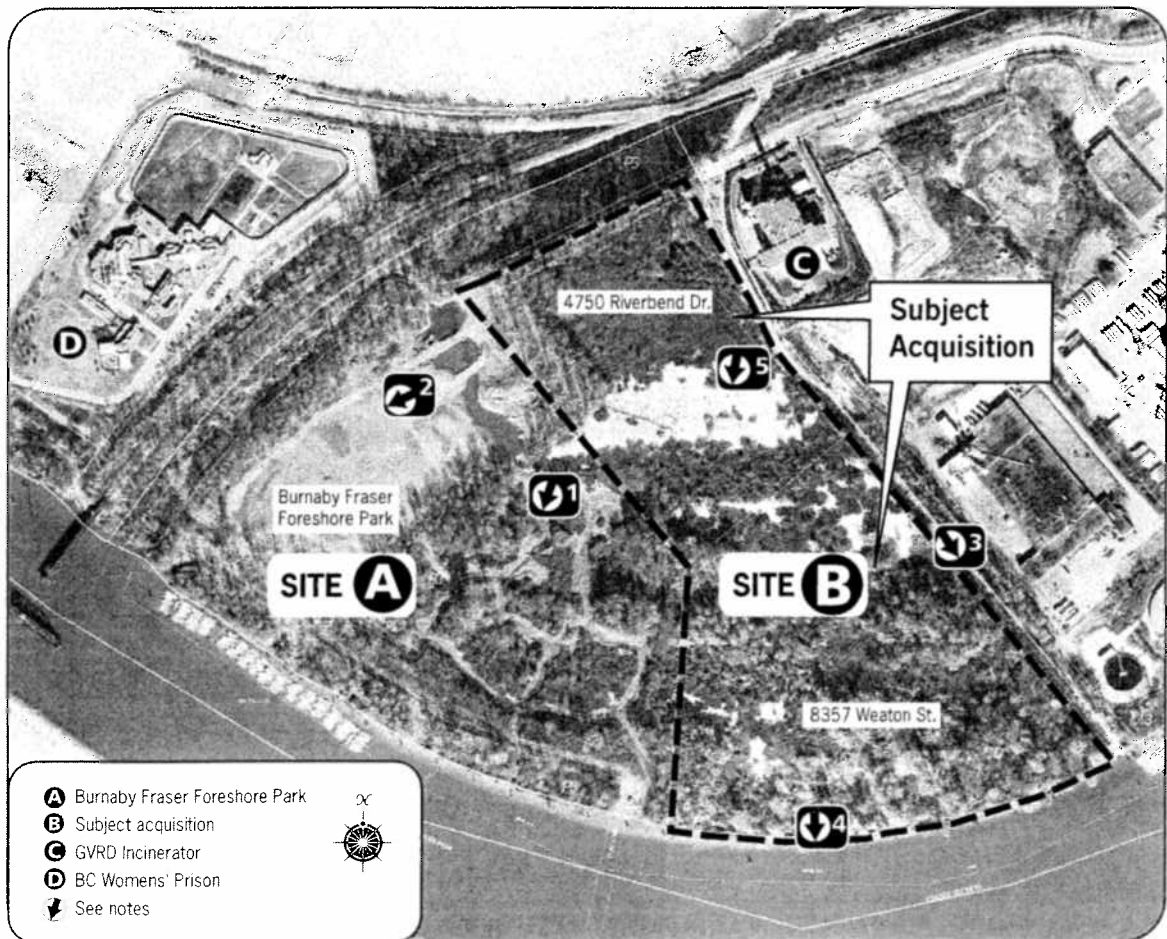 C
4750 Riverbend Dr.
Subject
Acquisition
D
5
2
Burnaby Fraser
Foreshore Park
1
3
SITE A
SITE B
8357 Weaton St.
4
A Burnaby Fraser Foreshore Park
B Subject acquisition
C GVRD Incinerator
D BC Womens' Prison
See notes